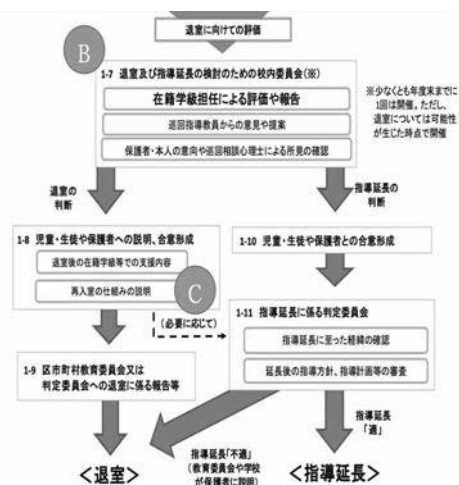 退室に向けての評価
B
1-7 退室及び指導延長の検討のための校内委員会(※)
在籍学級担任による評価や報告
巡回指導教員からの意見や提案
保護者・本人の意向や巡回相談心理士による所見の確認
※少なくとも年度末までに
1回は開催。ただし、
退室については可能性
が生じた時点で開催
退室の
判断
指導延長の
判断
1-8 児童・生徒や保護者への説明、合意形成
退室後の在籍学級等での支援内容
再入室の仕組みの説明
C
(必要に応じて)
1-10 児童・生徒や保護者との合意形成
1-11 指導延長に係る判定委員会
指導延長に至った経緯の確認
延長後の指導方針、指導計画等の審査
1-9 区市町村教育委員会又は
判定委員会への退室に係る報告等
指導延長「不適」
(教育委員会や学校
が保護者に説明)
指導延長
「適」
<退室>
<指導延長>